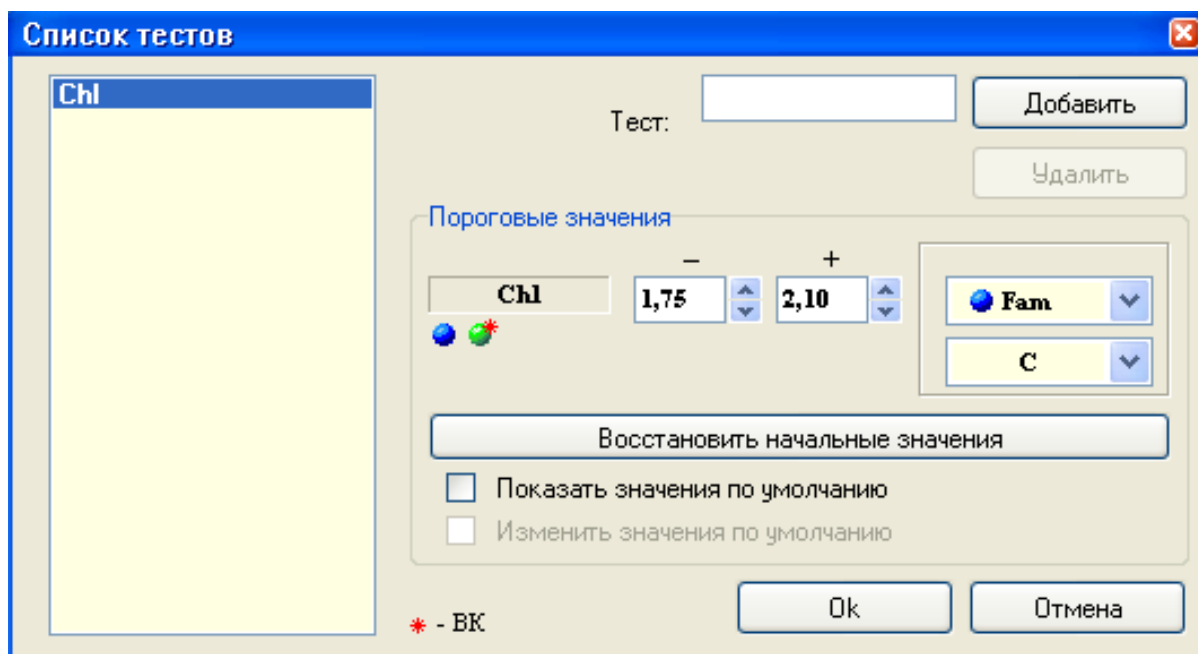 Список тестов
Chl
Тест:
Добавить
Удалить
Пороговые значения
– +
Chl 1,75 2,10 Fam
C
Восстановить начальные значения
Показать значения по умолчанию
Изменить значения по умолчанию
* - ВК
Ok Отмена